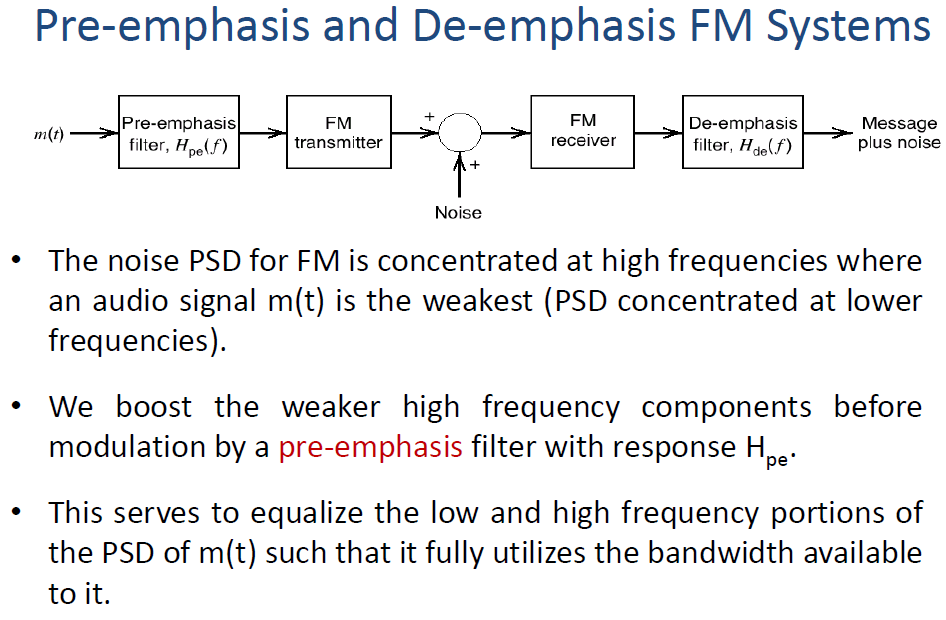 Pre-emphasis and De-emphasis FM Systems
m(t)
Pre-emphasis
filter, Hpe(f)
FM
transmitter
+
+
Noise
FM
receiver
De-emphasis
filter, Hde(f)
Message
plus noise
• The noise PSD for FM is concentrated at high frequencies where
an audio signal m(t) is the weakest (PSD concentrated at lower
frequencies).
• We boost the weaker high frequency components before
modulation by a pre-emphasis filter with response Hpe.
• This serves to equalize the low and high frequency portions of
the PSD of m(t) such that it fully utilizes the bandwidth available
to it.